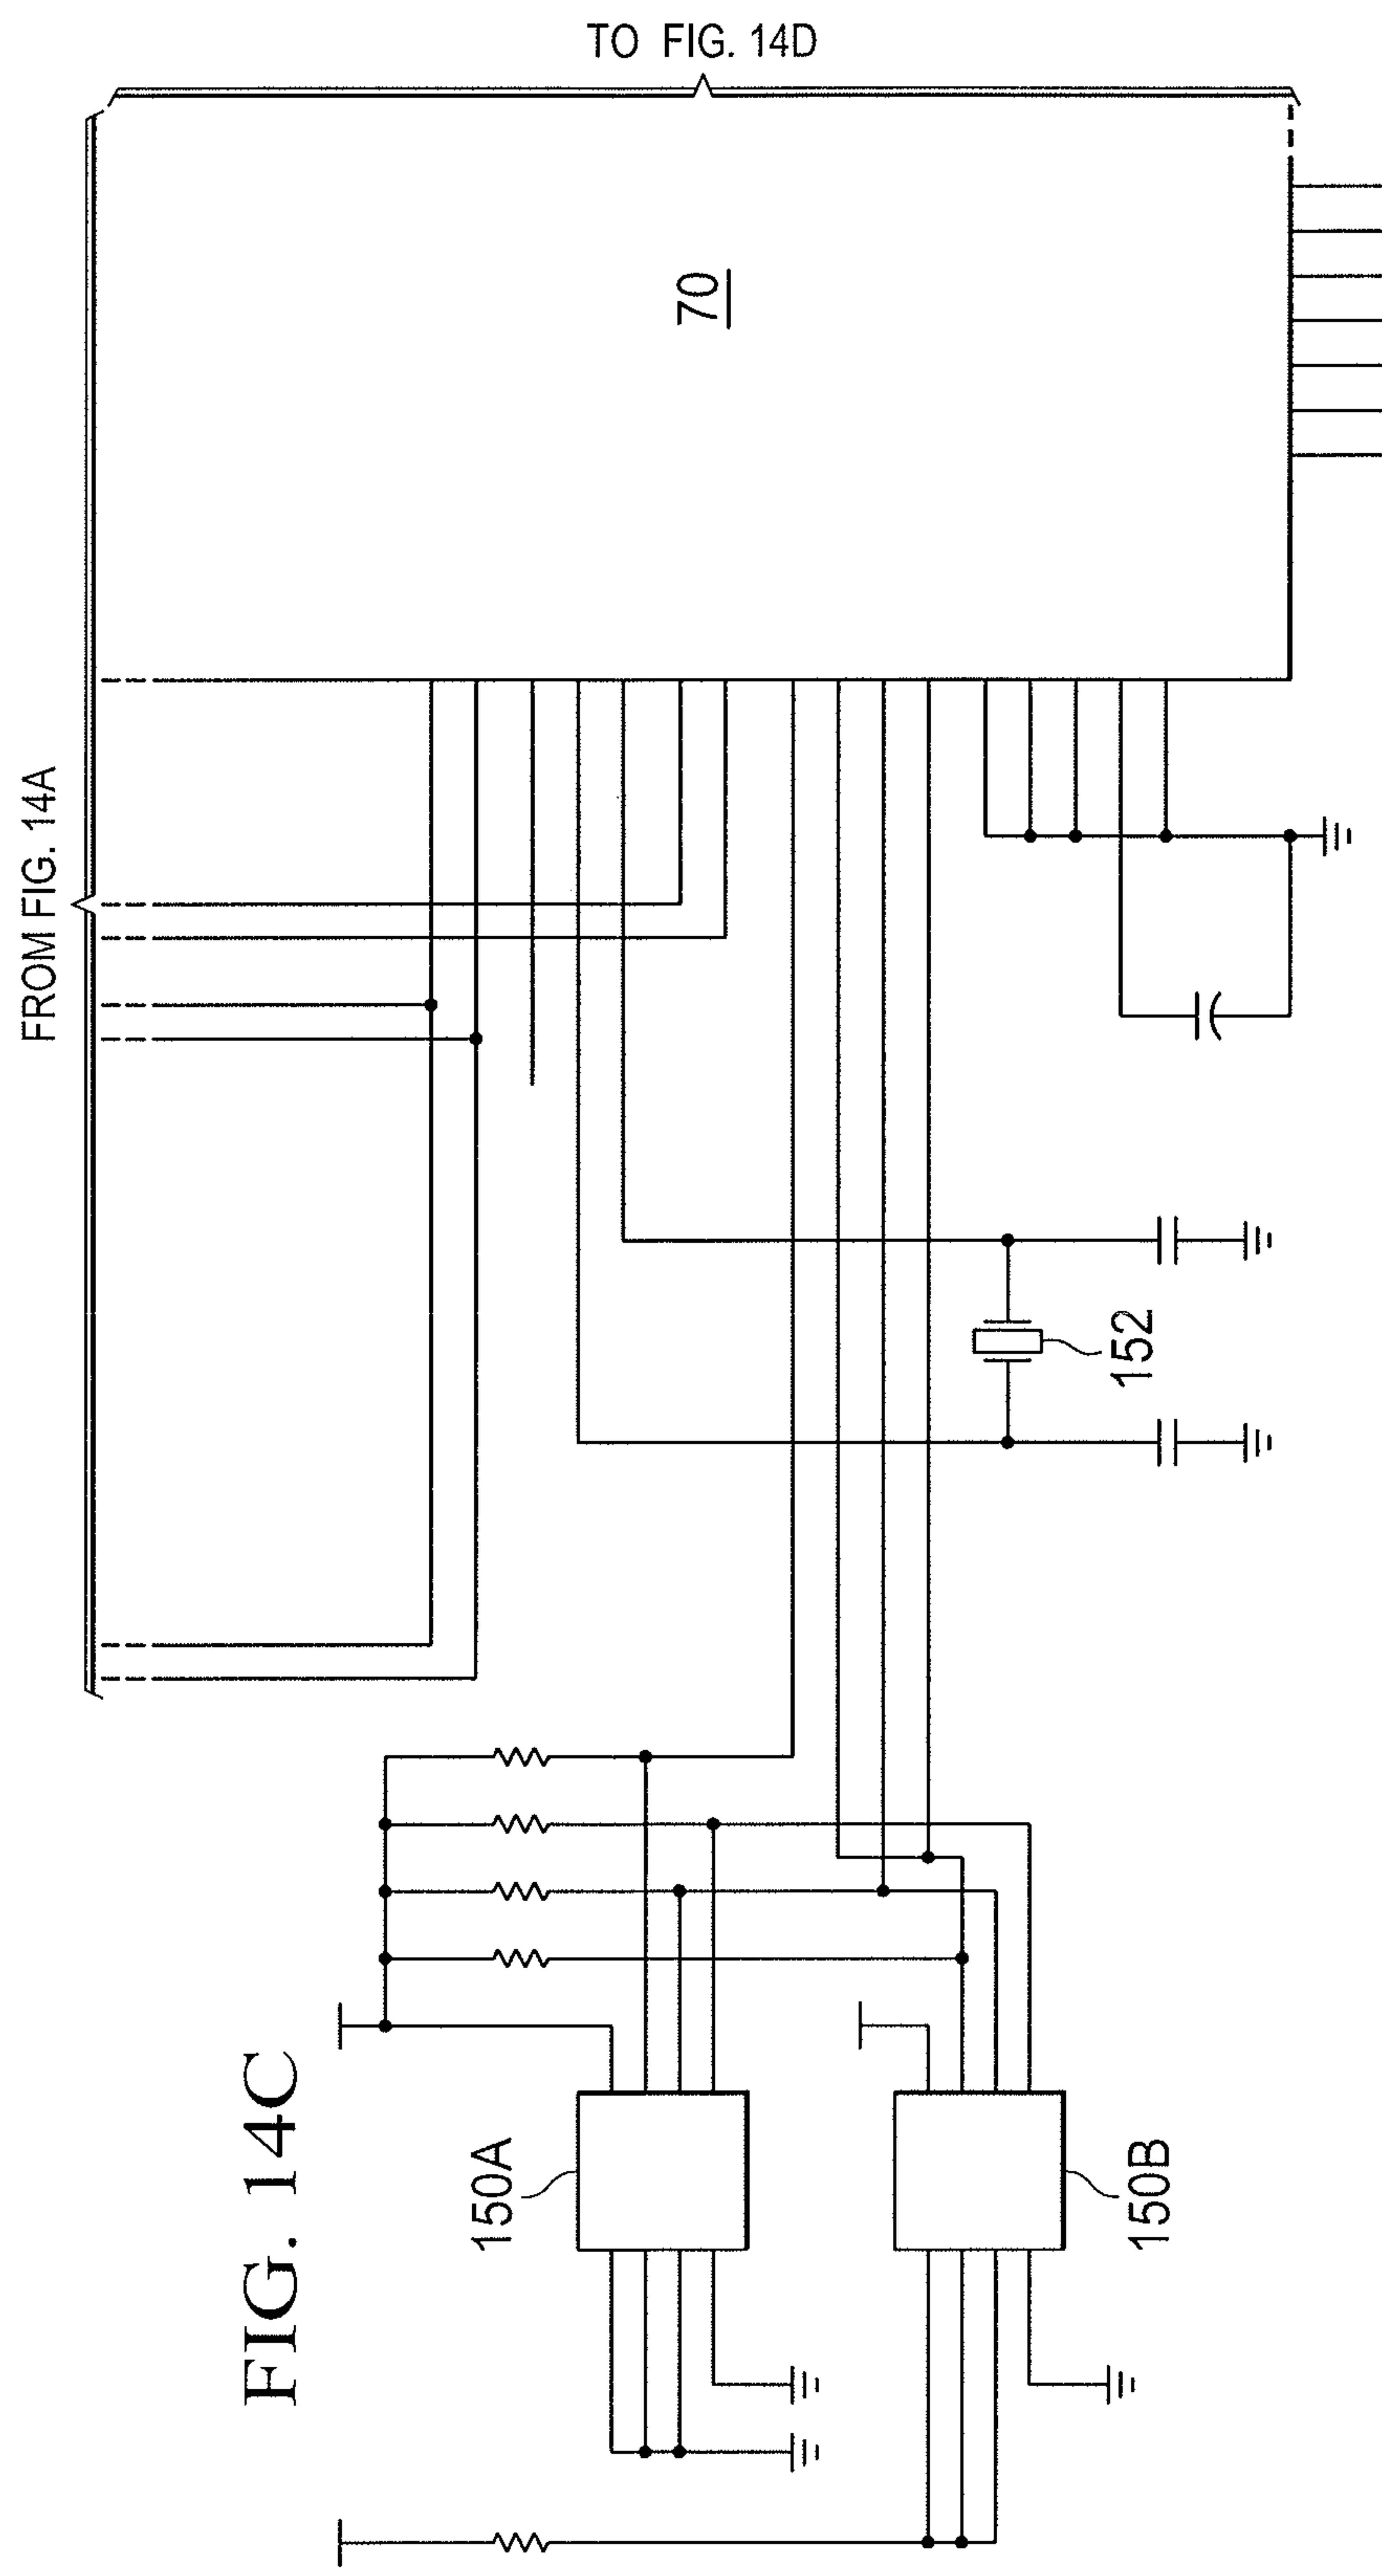 TO FIG. 14D
FROM FIG. 14A
70
152
FIG. 14C
150A
150B